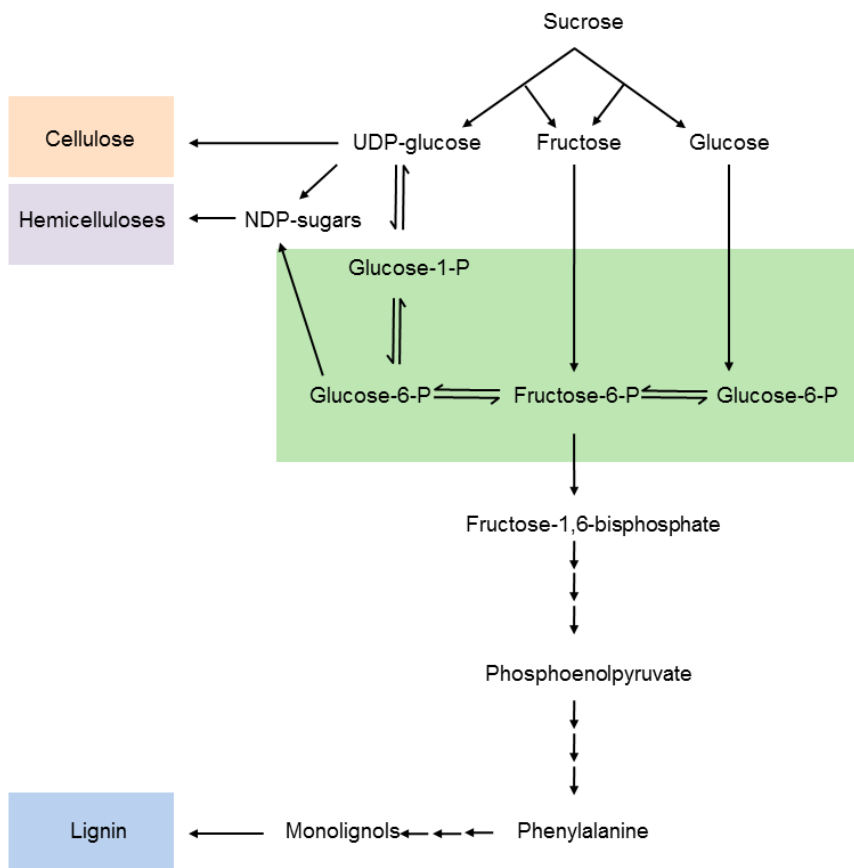 Sucrose
Cellulose
UDP-glucose
Fructose
Glucose
Hemicelluloses
NDP-sugars
Glucose-1-P
Glucose-6-P
Fructose-6-P
Glucose-6-P
Fructose-1,6-bisphosphate
Phosphoenolpyruvate
Lignin
Monolignols
Phenylalanine